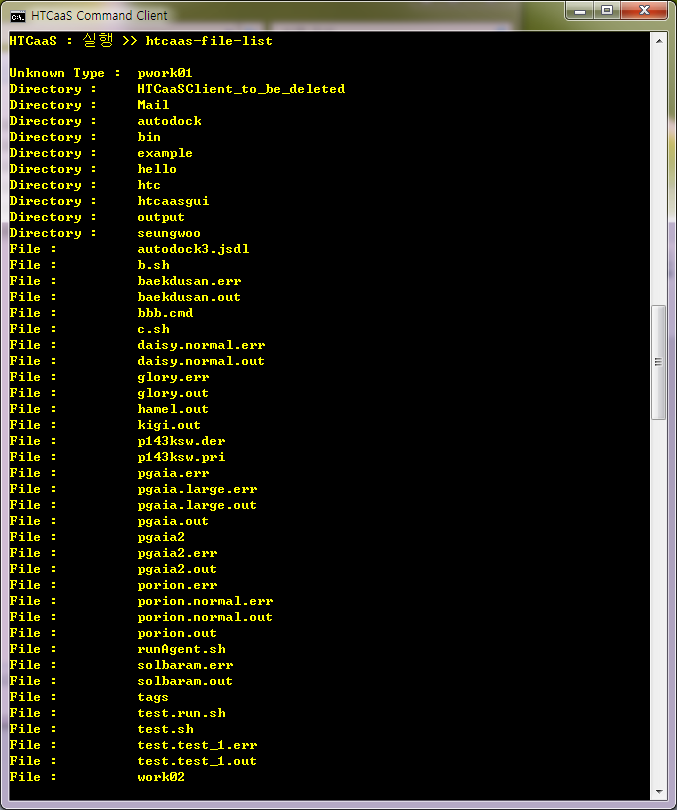 HTCaaS Command Client
HTCaaS : 실행 >> htcaas-file-list
Unknown Type : pwork01
Directory : HTCaaSClient_to_be_deleted
Directory : Mail
Directory : autodock
Directory : bin
Directory : example
Directory : hello
Directory : htc
Directory : htcaasgui
Directory : output
Directory : seungwoo
File : autodock3.jsdl
File : b.sh
File : baekdusan.err
File : baekdusan.out
File : bbb.cmd
File : c.sh
File : daisy.normal.err
File : daisy.normal.out
File : glory.err
File : glory.out
File : hamel.out
File : kigi.out
File : p143ksw.der
File : p143ksw.pri
File : pgaia.err
File : pgaia.large.err
File : pgaia.large.out
File : pgaia.out
File : pgaia2
File : pgaia2.err
File : pgaia2.out
File : porion.err
File : porion.normal.err
File : porion.normal.out
File : porion.out
File : runAgent.sh
File : solbaram.err
File : solbaram.out
File : tags
File : test.run.sh
File : test.sh
File : test.test_1.err
File : test.test_1.out
File : work02